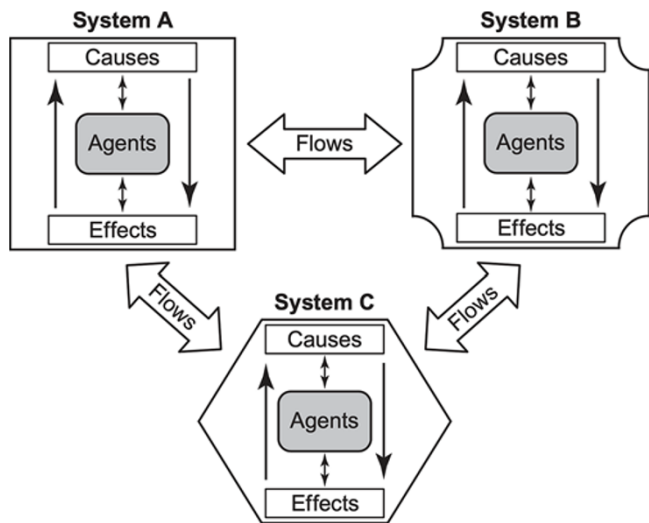 System A
Causes
Agents
Effects
System B
Causes
Agents
Effects
Flows
Flows
Flows
System C
Causes
Agents
Effects